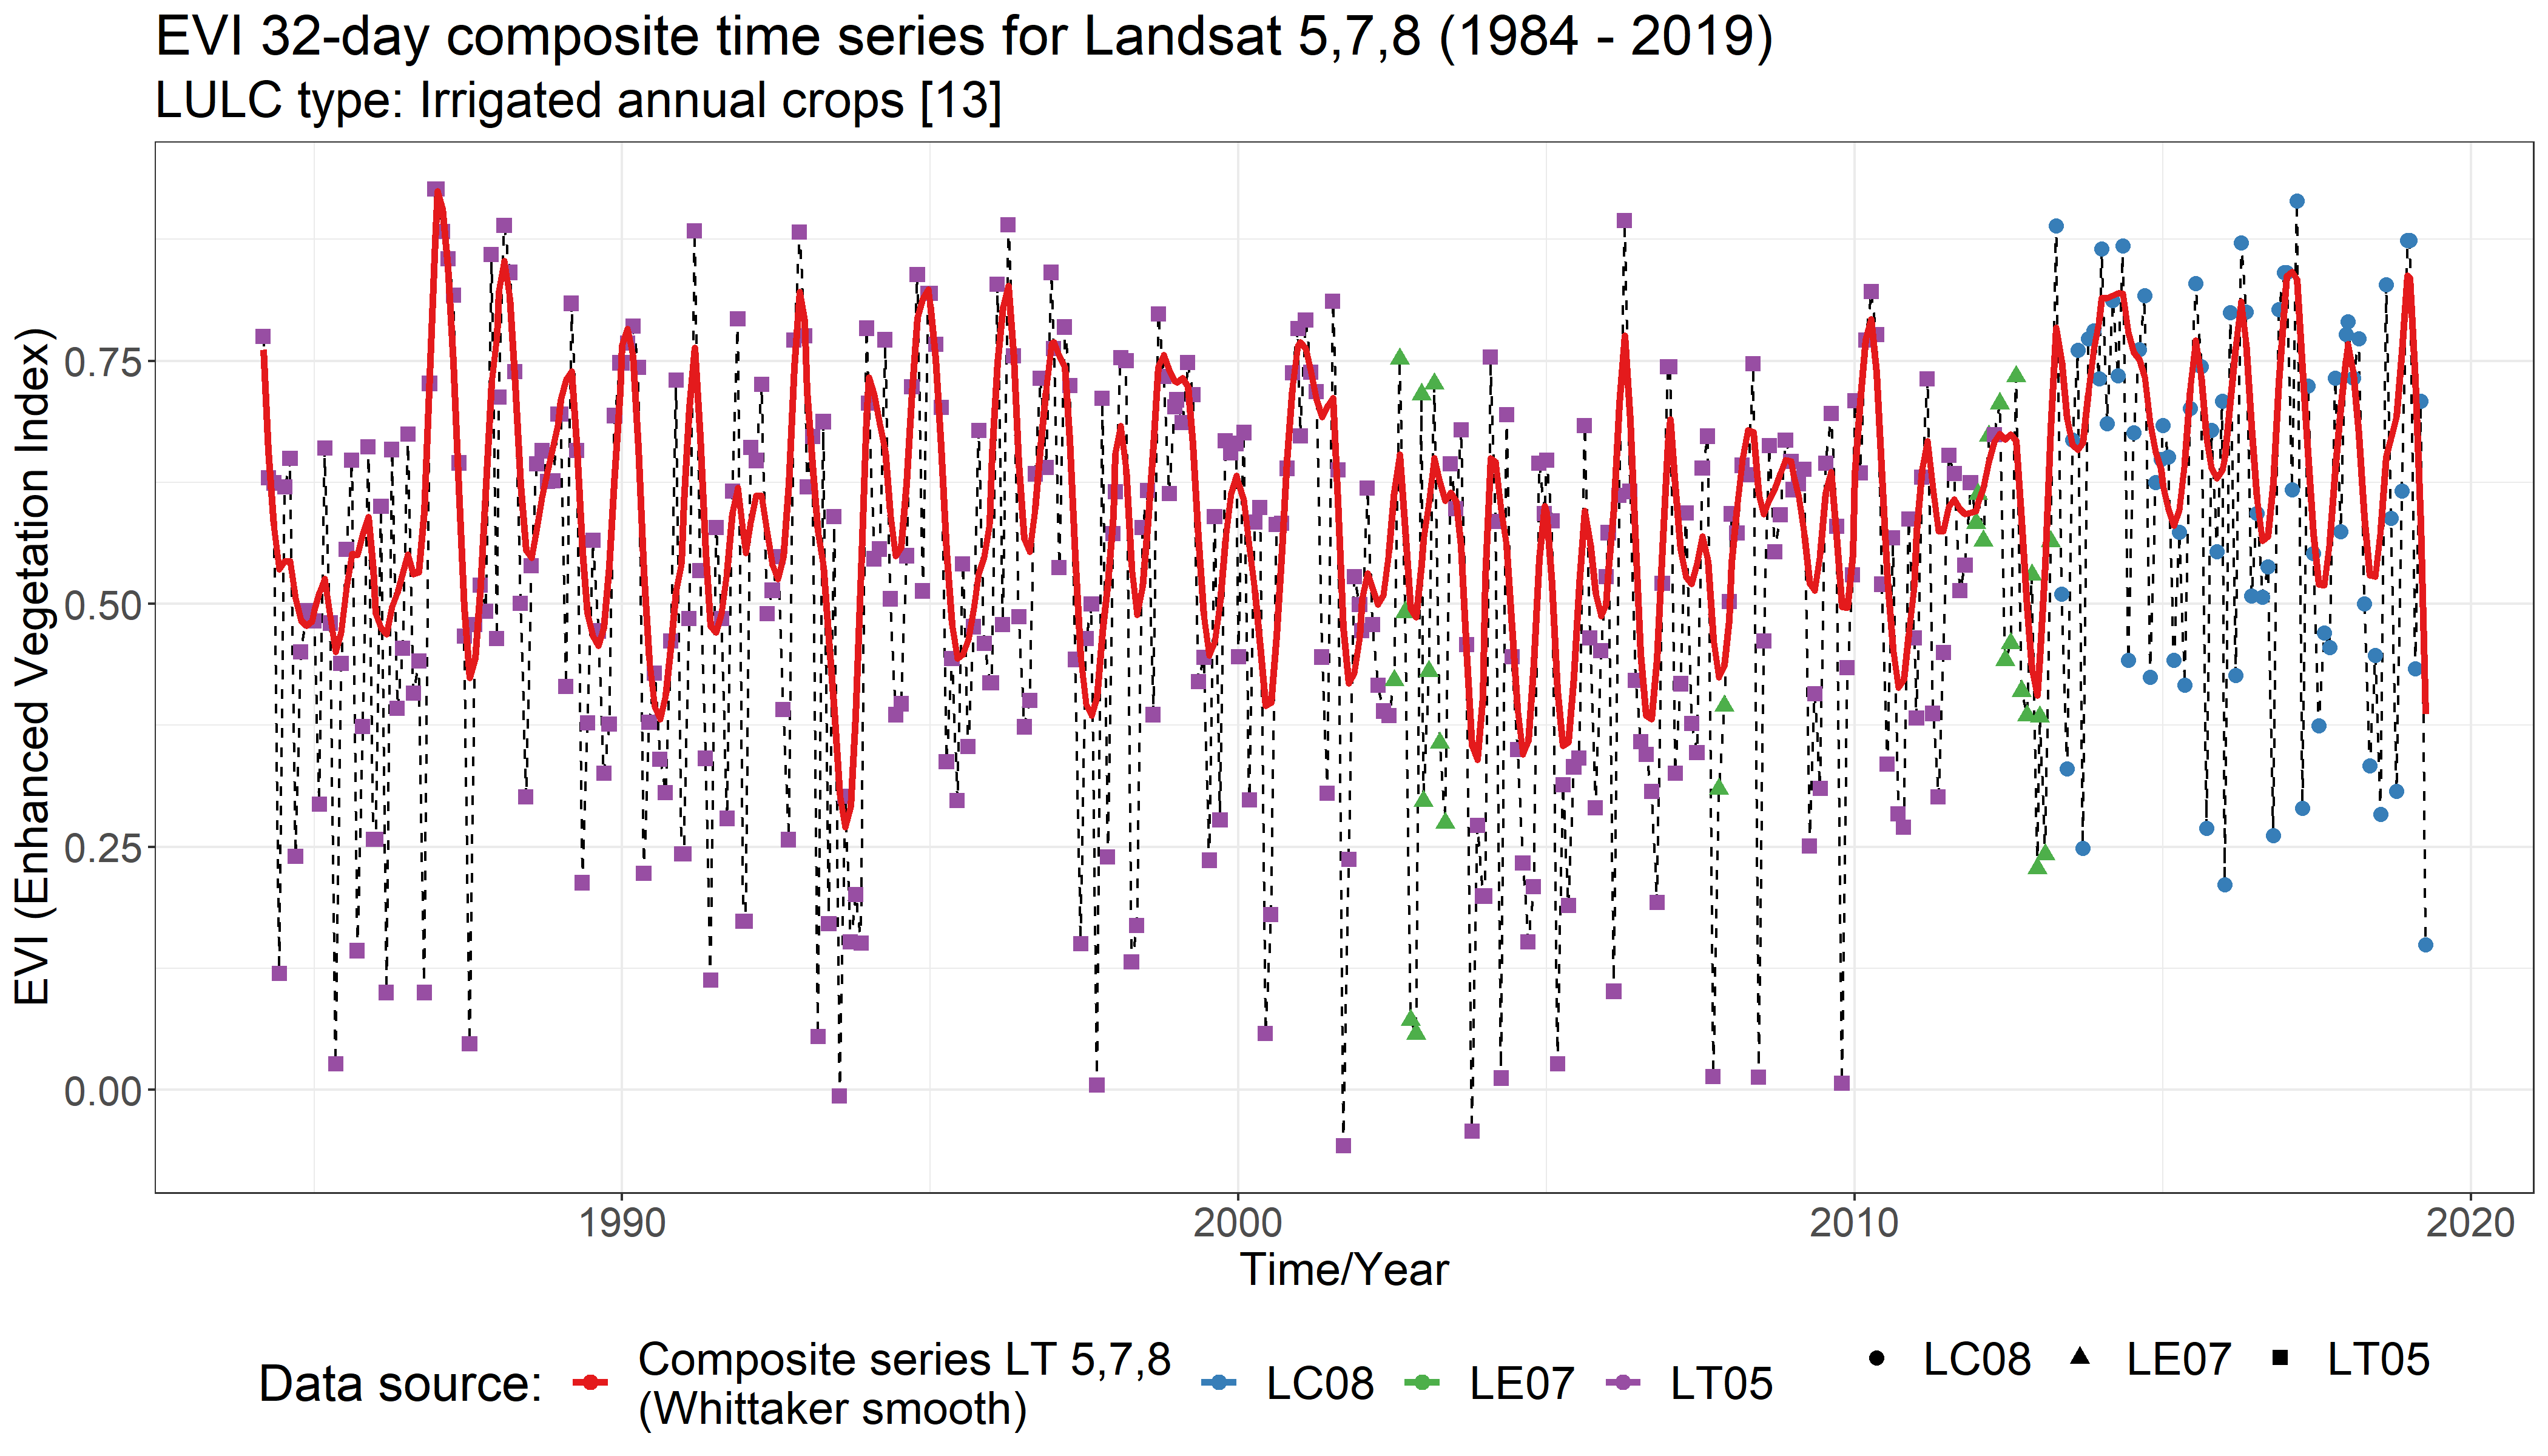 EVI 32-day composite time series for Landsat 5,7,8 (1984 - 2019)
LULC type: Irrigated annual crops [13]
EVI (Enhanced Vegetation Index)
0.75
0.50
0.25
0.00
1990
2000
2010
2020
Time/Year
Data source:
Composite series LT 5,7,8
(Whittaker smooth)
LC08
LE07
LT05
LC08
LE07
LT05